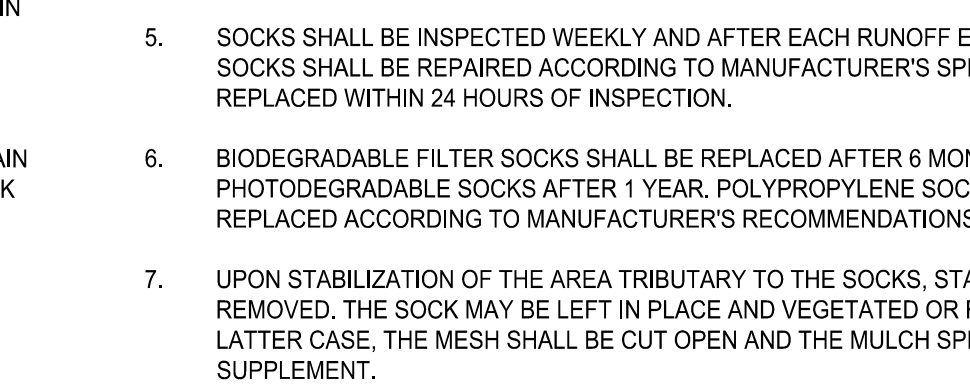 IN
5. SOCKS SHALL BE INSPECTED WEEKLY AND AFTER EACH RUNOFF
SOCKS SHALL BE REPAIRED ACCORDING TO MANUFACTURER'S
REPLACED WITHIN 24 HOURS OF INSPECTION.
6. BIODEGRADABLE FILTER SOCKS SHALL BE REPLACED AFTER 6
K PHOTODEGRADABLE SOCKS AFTER 1 YEAR. POLYPROPYLENE
REPLACED ACCORDING TO MANUFACTURER'S RECOMMENDATIONS
7. UPON STABILIZATION OF THE AREA TRIBUTARY TO THE SOCKS,
REMOVED. THE SOCK MAY BE LEFT IN PLACE AND VEGETATED OR
LATTER CASE, THE MESH SHALL BE CUT OPEN AND THE MULCH
SUPPLEMENT.